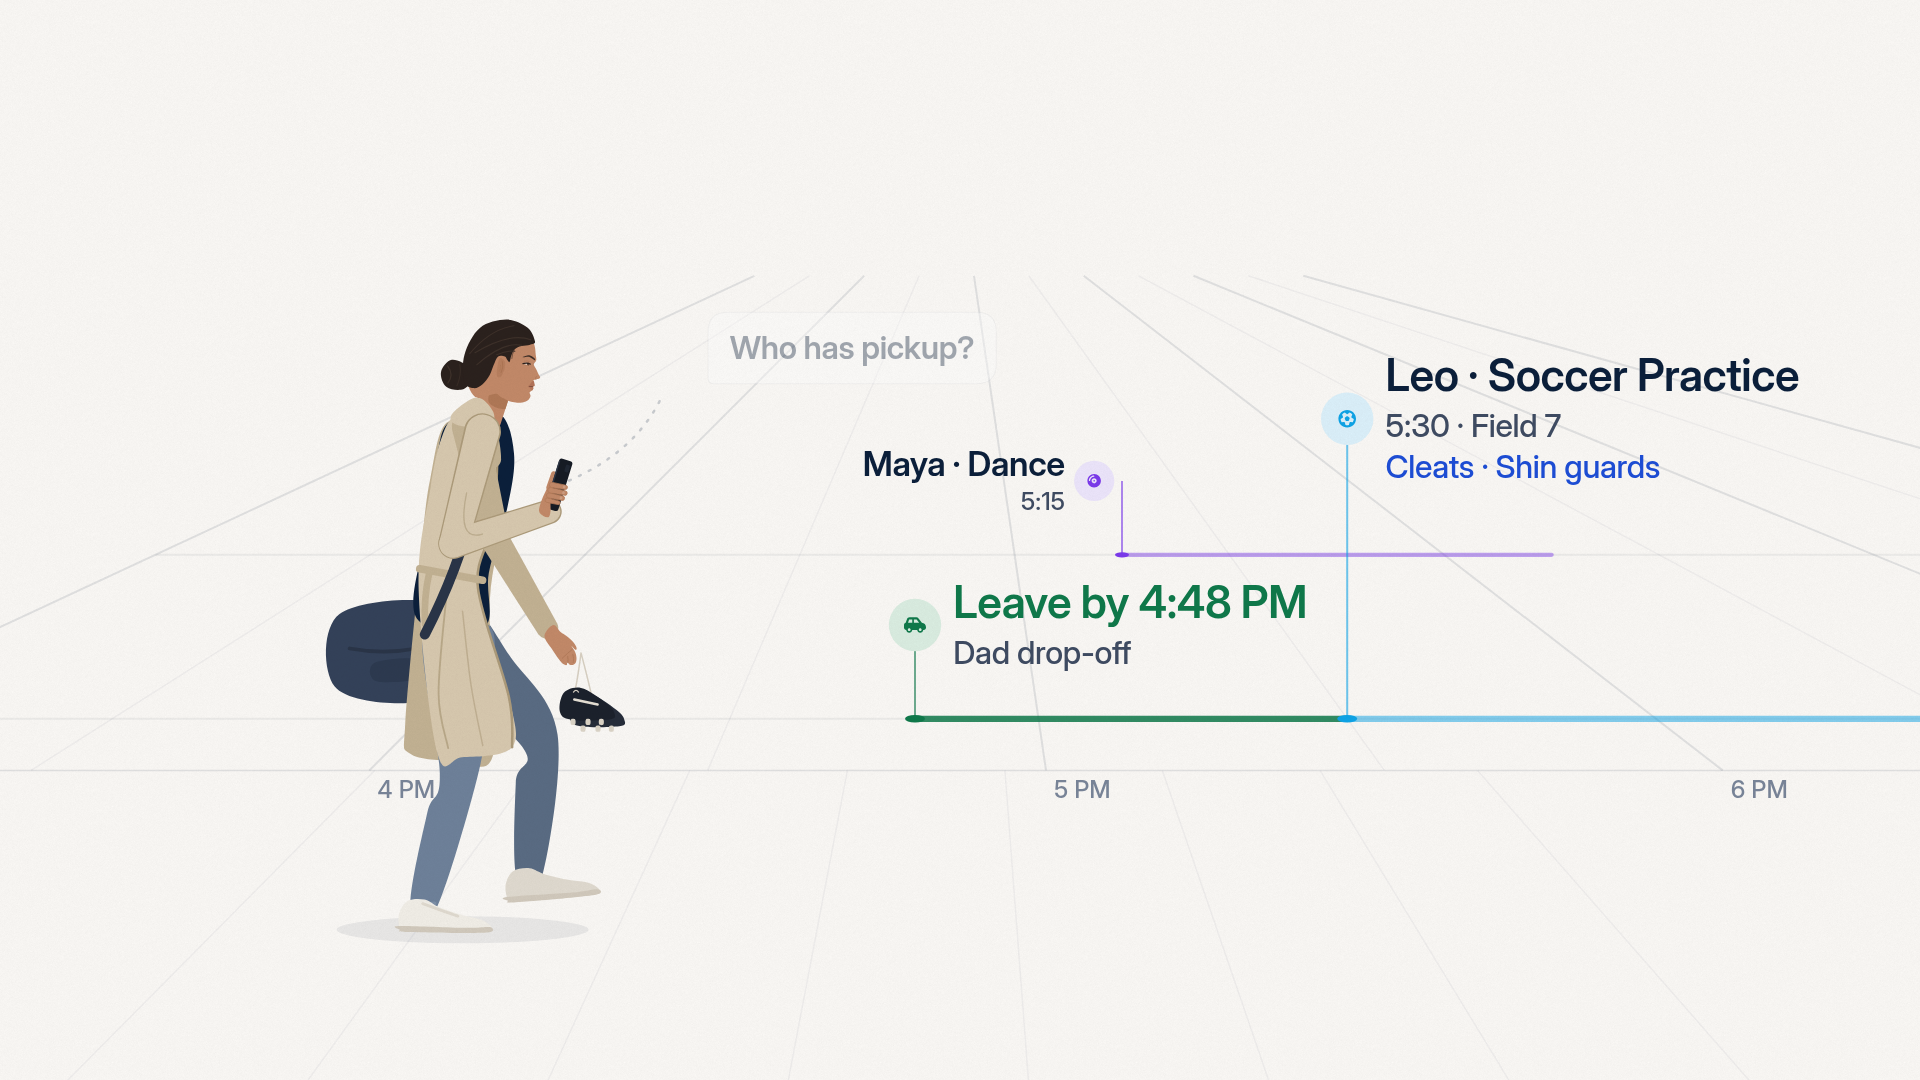 Who has pickup?
Leo · Soccer Practice
5:30 · Field 7
Cleats · Shin guards
Maya · Dance
5:15
Leave by 4:48 PM
Dad drop-off
4 PM
5 PM
6 PM